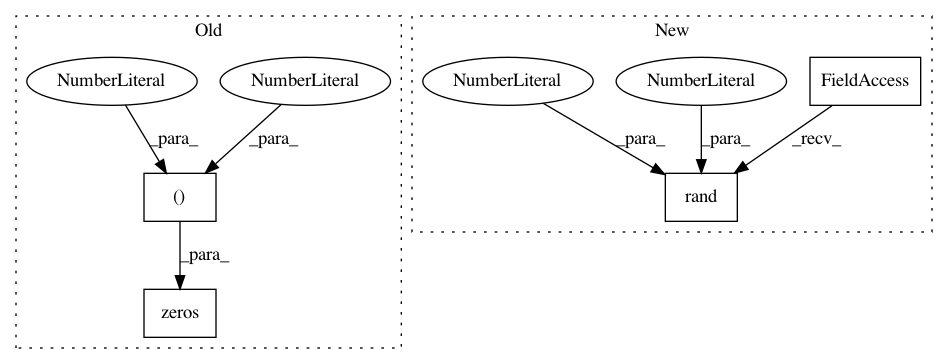 Old
New
NumberLiteral
NumberLiteral
NumberLiteral
NumberLiteral
FieldAccess
_para_
_para_
_para_
_para_
_recv_
()
rand
_para_
zeros